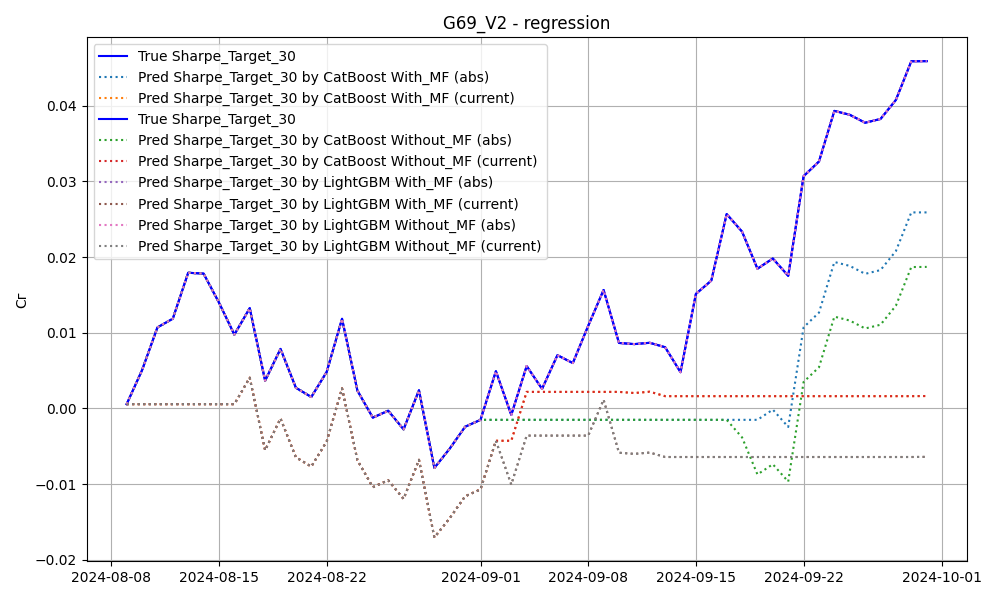 G69_V2 - regression
True Sharpe_Target_30
Pred Sharpe_Target_30 by CatBoost With_MF (abs)
Pred Sharpe_Target_30 by CatBoost With_MF (current)
True Sharpe_Target_30
Pred Sharpe_Target_30 by CatBoost Without_MF (abs)
Pred Sharpe_Target_30 by CatBoost Without_MF (current)
Pred Sharpe_Target_30 by LightGBM With_MF (abs)
Pred Sharpe_Target_30 by LightGBM With_MF (current)
Pred Sharpe_Target_30 by LightGBM Without_MF (abs)
Pred Sharpe_Target_30 by LightGBM Without_MF (current)
Cr
0.04
0.03
0.02
0.01
0.00
−0.01
−0.02
2024-08-08
2024-08-15
2024-08-22
2024-09-01
2024-09-08
2024-09-15
2024-09-22
2024-10-01